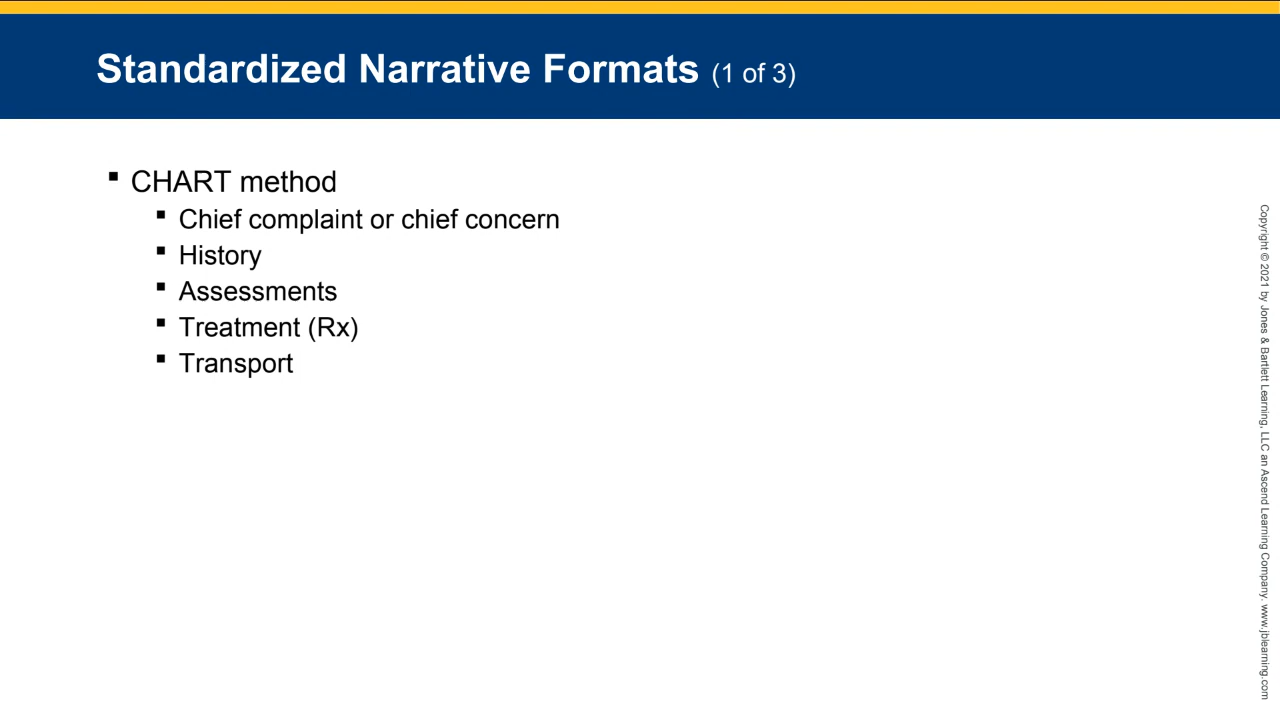 Standardized Narrative Formats (1 of 3)
CHART method
Chief complaint or chief concern
History
Assessments
Treatment (Rx)
Transport
Copyright © 2021 by Jones & Bartlett Learning, LLC an Ascend Learning Company. www.jblearning.com